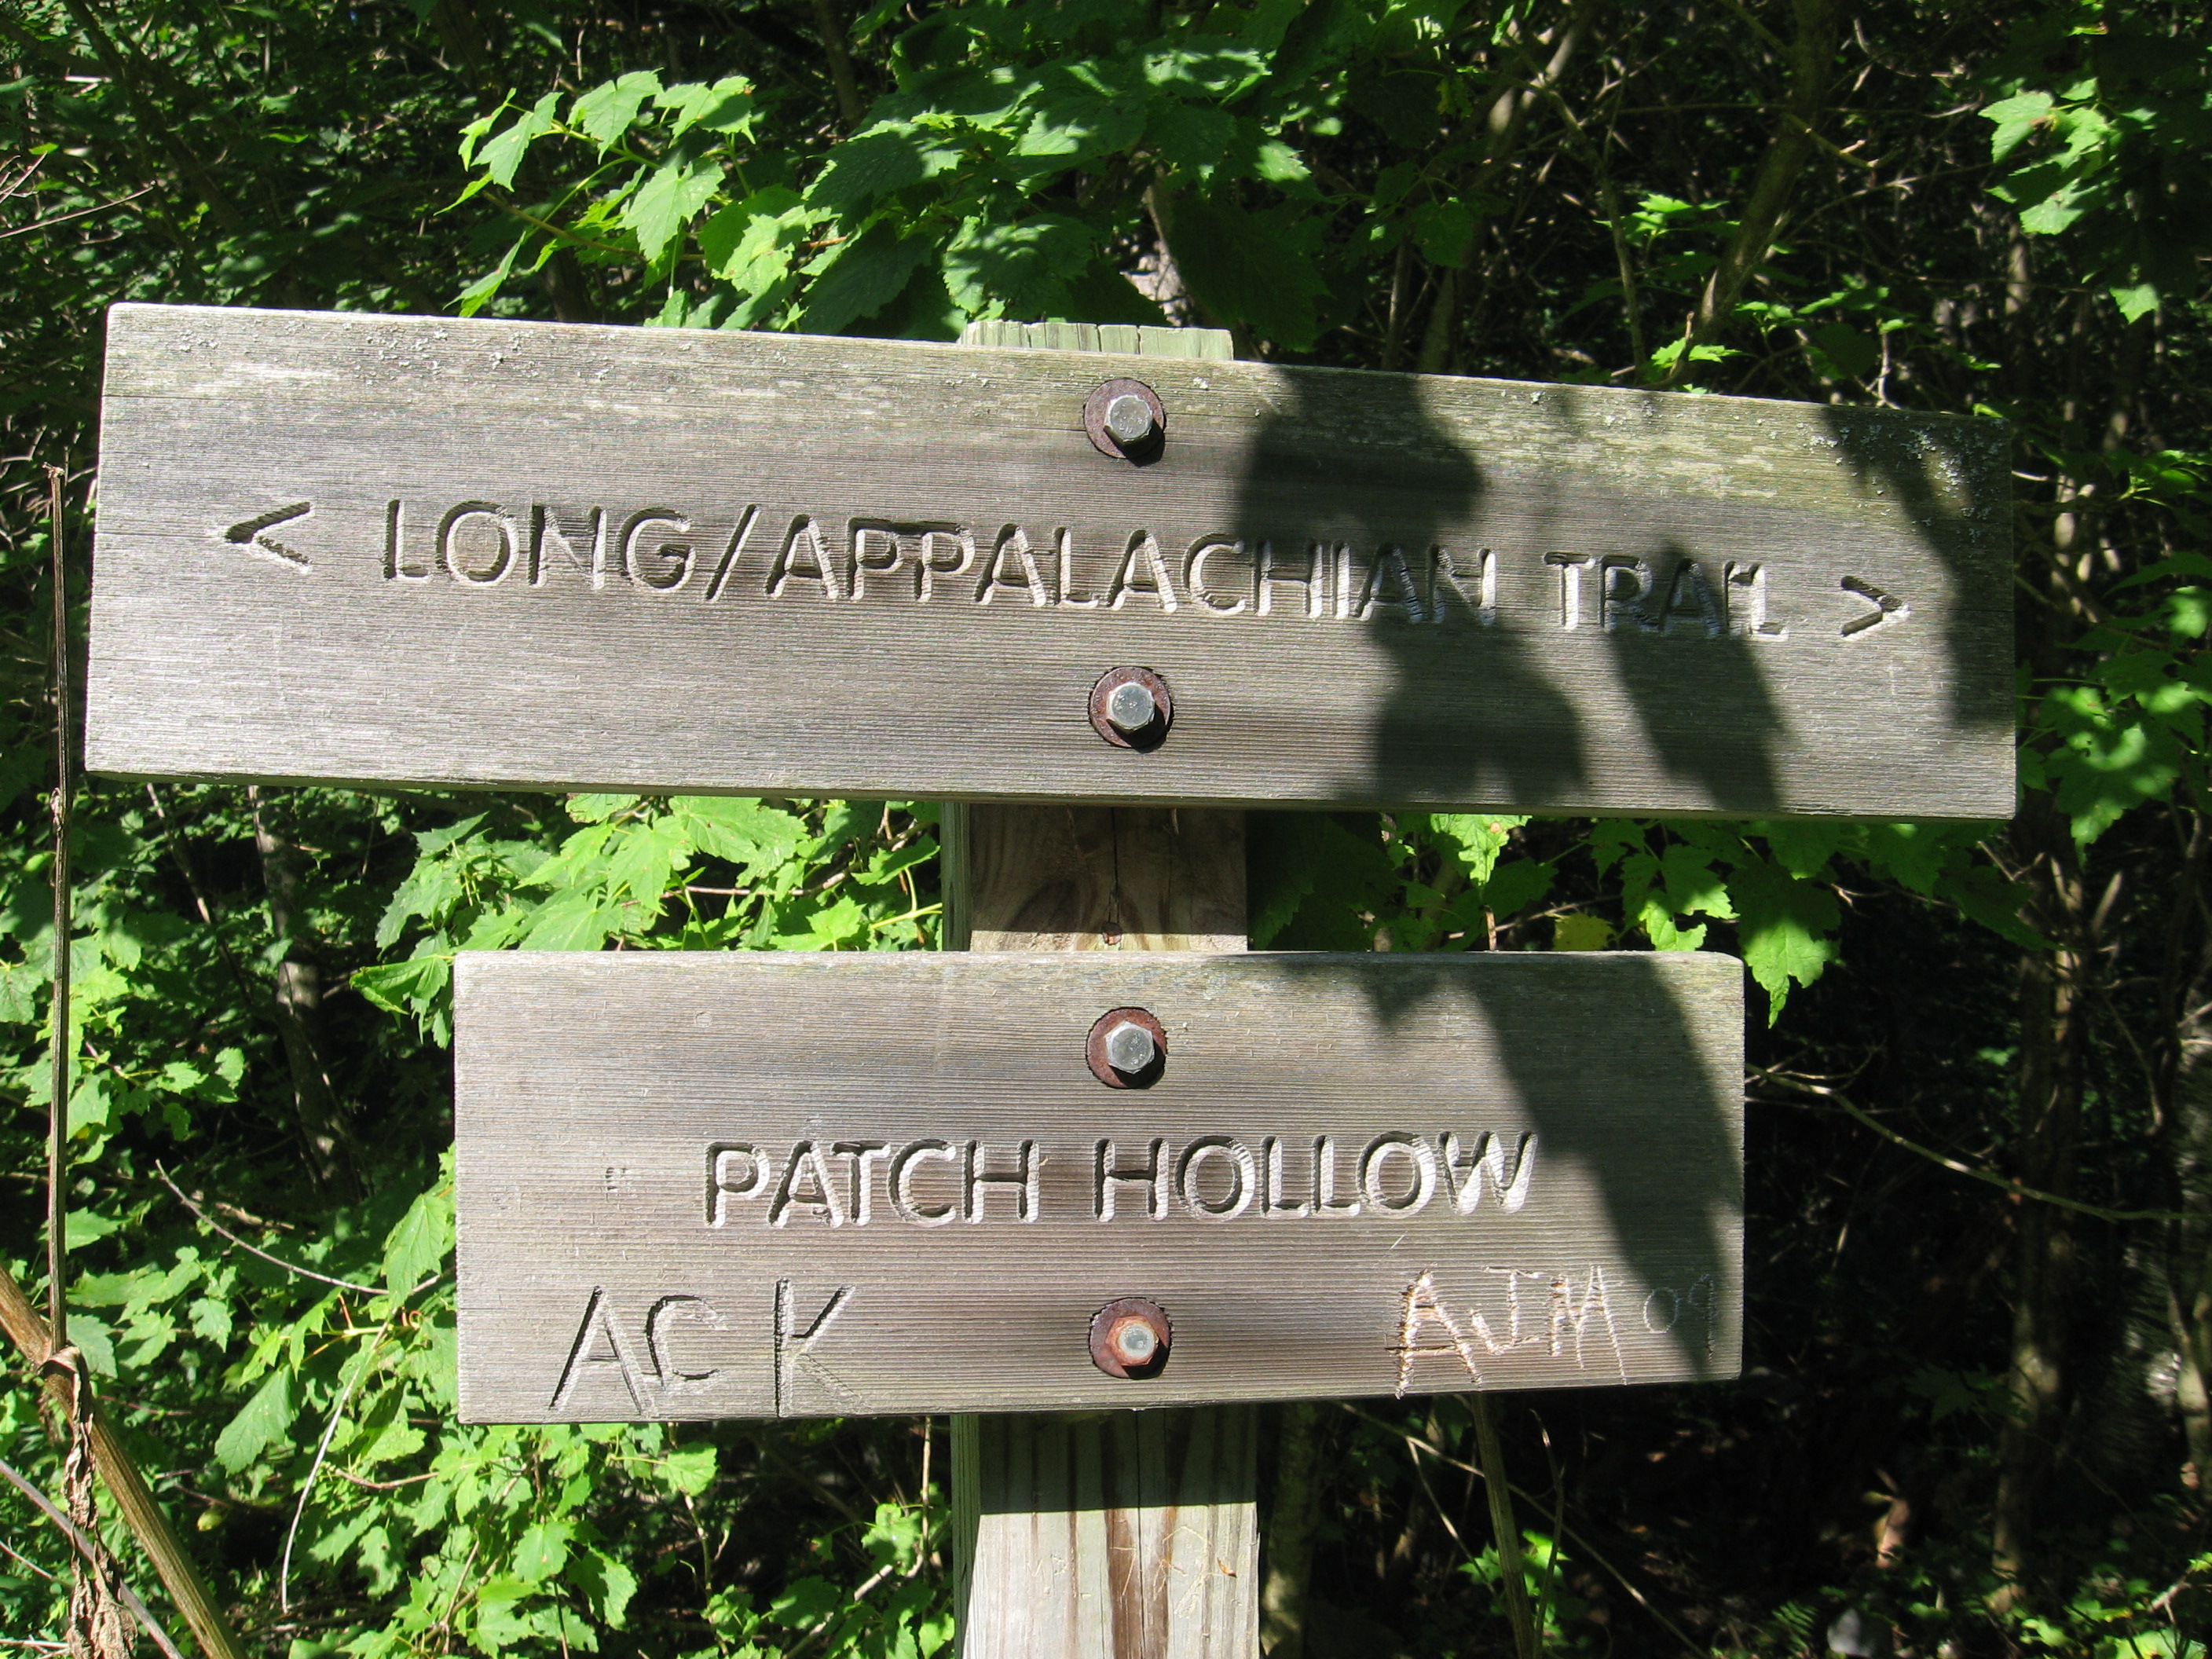 < LONG/APPALACHIAN TRAIL >
PATCH HOLLOW
ACK AJM 09